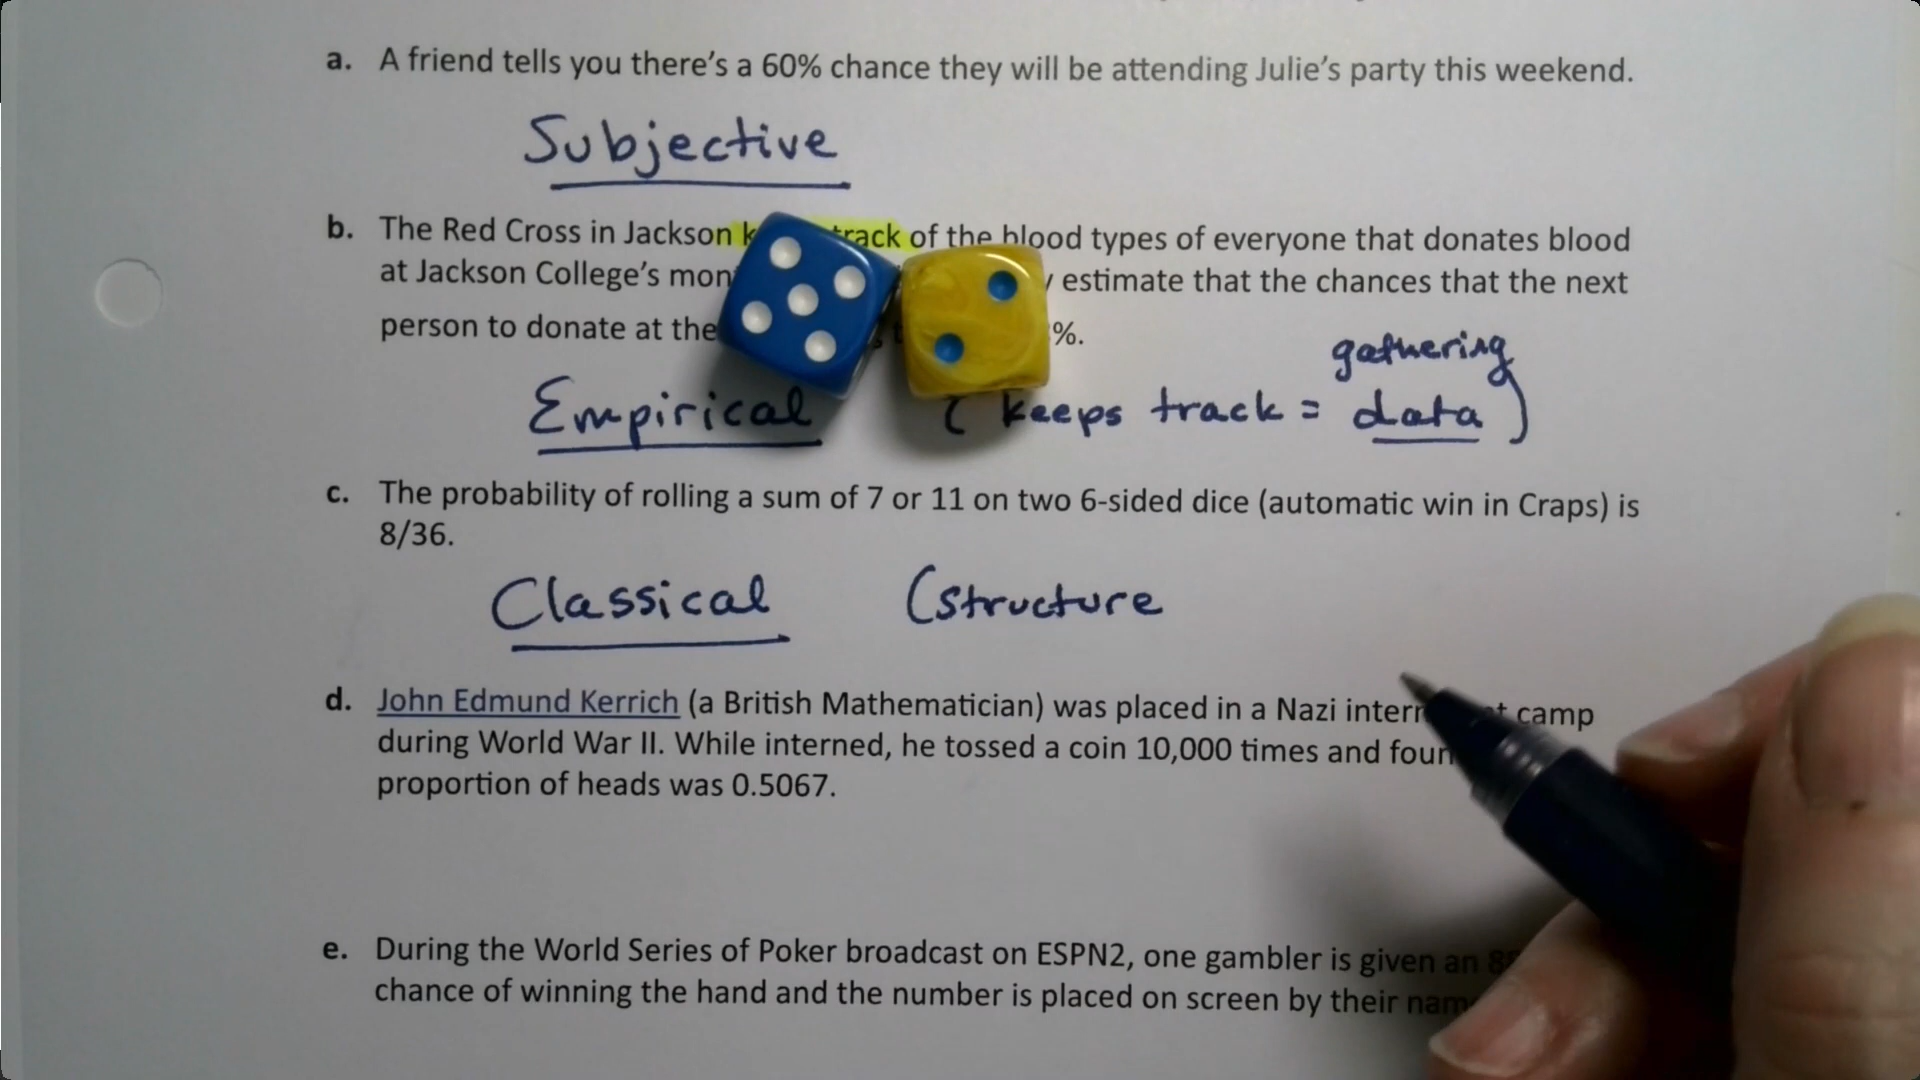 a. A friend tells you there's a 60% chance they will be attending Julie's party this weekend.
Subjective
b. The Red Cross in Jackson track of the blood types of everyone that donates blood
at Jackson College's estimate that the chances that the next
person to donate at the %.
gathering
Empirical ( keeps track = data )
c. The probability of rolling a sum of 7 or 11 on two 6-sided dice (automatic win in Craps) is
8/36.
Classical (structure
d. John Edmund Kerrich (a British Mathematician) was placed in a Nazi camp
during World War II. While interned, he tossed a coin 10,000 times and
proportion of heads was 0.5067.
e. During the World Series of Poker broadcast on ESPN2, one gambler is given an
chance of winning the hand and the number is placed on screen by their